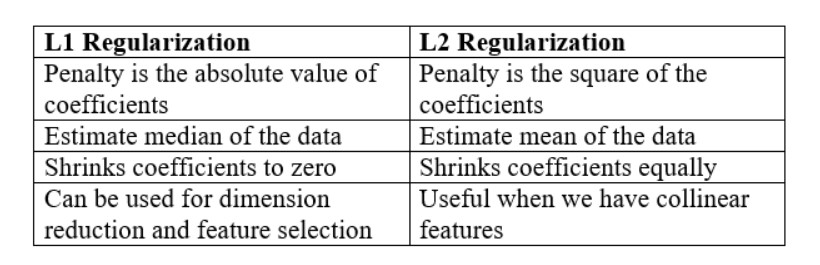 L1 Regularization
L2 Regularization
Penalty is the absolute value of
coefficients
Penalty is the square of the
coefficients
Estimate median of the data
Estimate mean of the data
Shrinks coefficients to zero
Shrinks coefficients equally
Can be used for dimension
reduction and feature selection
Useful when we have collinear
features